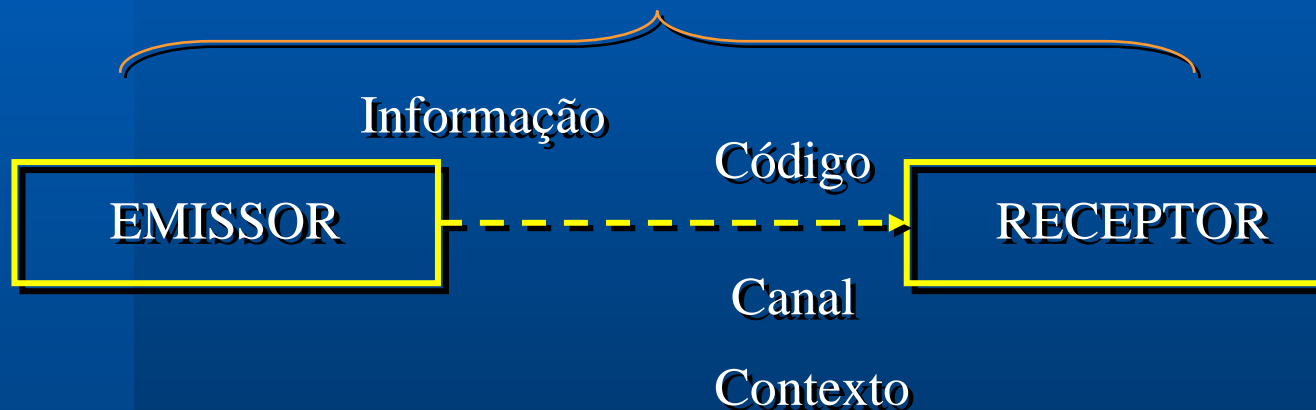 Informação
Código
EMISSOR
RECEPTOR
Canal
Contexto